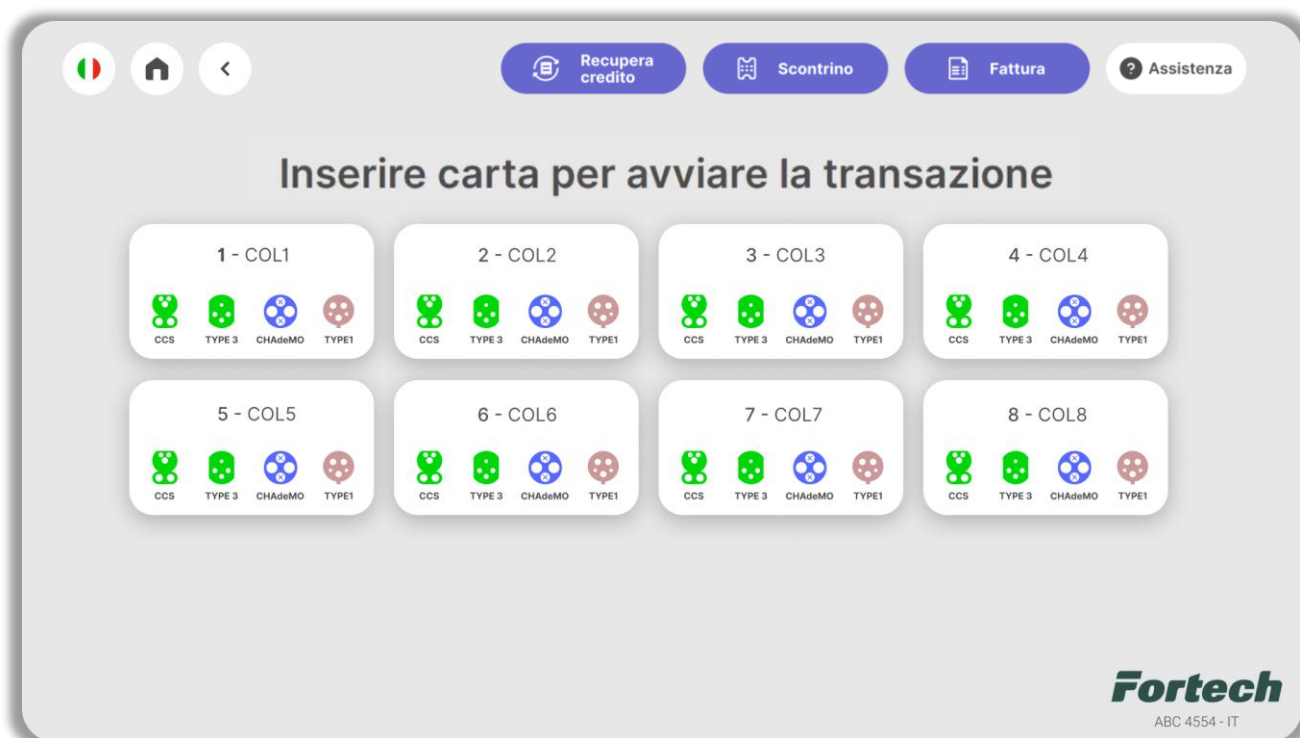 Recupera
credito
Scontrino
Fattura
? Assistenza
Inserire carta per avviare la transazione
1 - COL1
CCS TYPE 3 CHAdeMO TYPE1
2 - COL2
CCS TYPE 3 CHAdeMO TYPE1
3 - COL3
CCS TYPE 3 CHAdeMO TYPE1
4 - COL4
CCS TYPE 3 CHAdeMO TYPE1
5 - COL5
CCS TYPE 3 CHAdeMO TYPE1
6 - COL6
CCS TYPE 3 CHAdeMO TYPE1
7 - COL7
CCS TYPE 3 CHAdeMO TYPE1
8 - COL8
CCS TYPE 3 CHAdeMO TYPE1
Fortech
ABC 4554 - IT